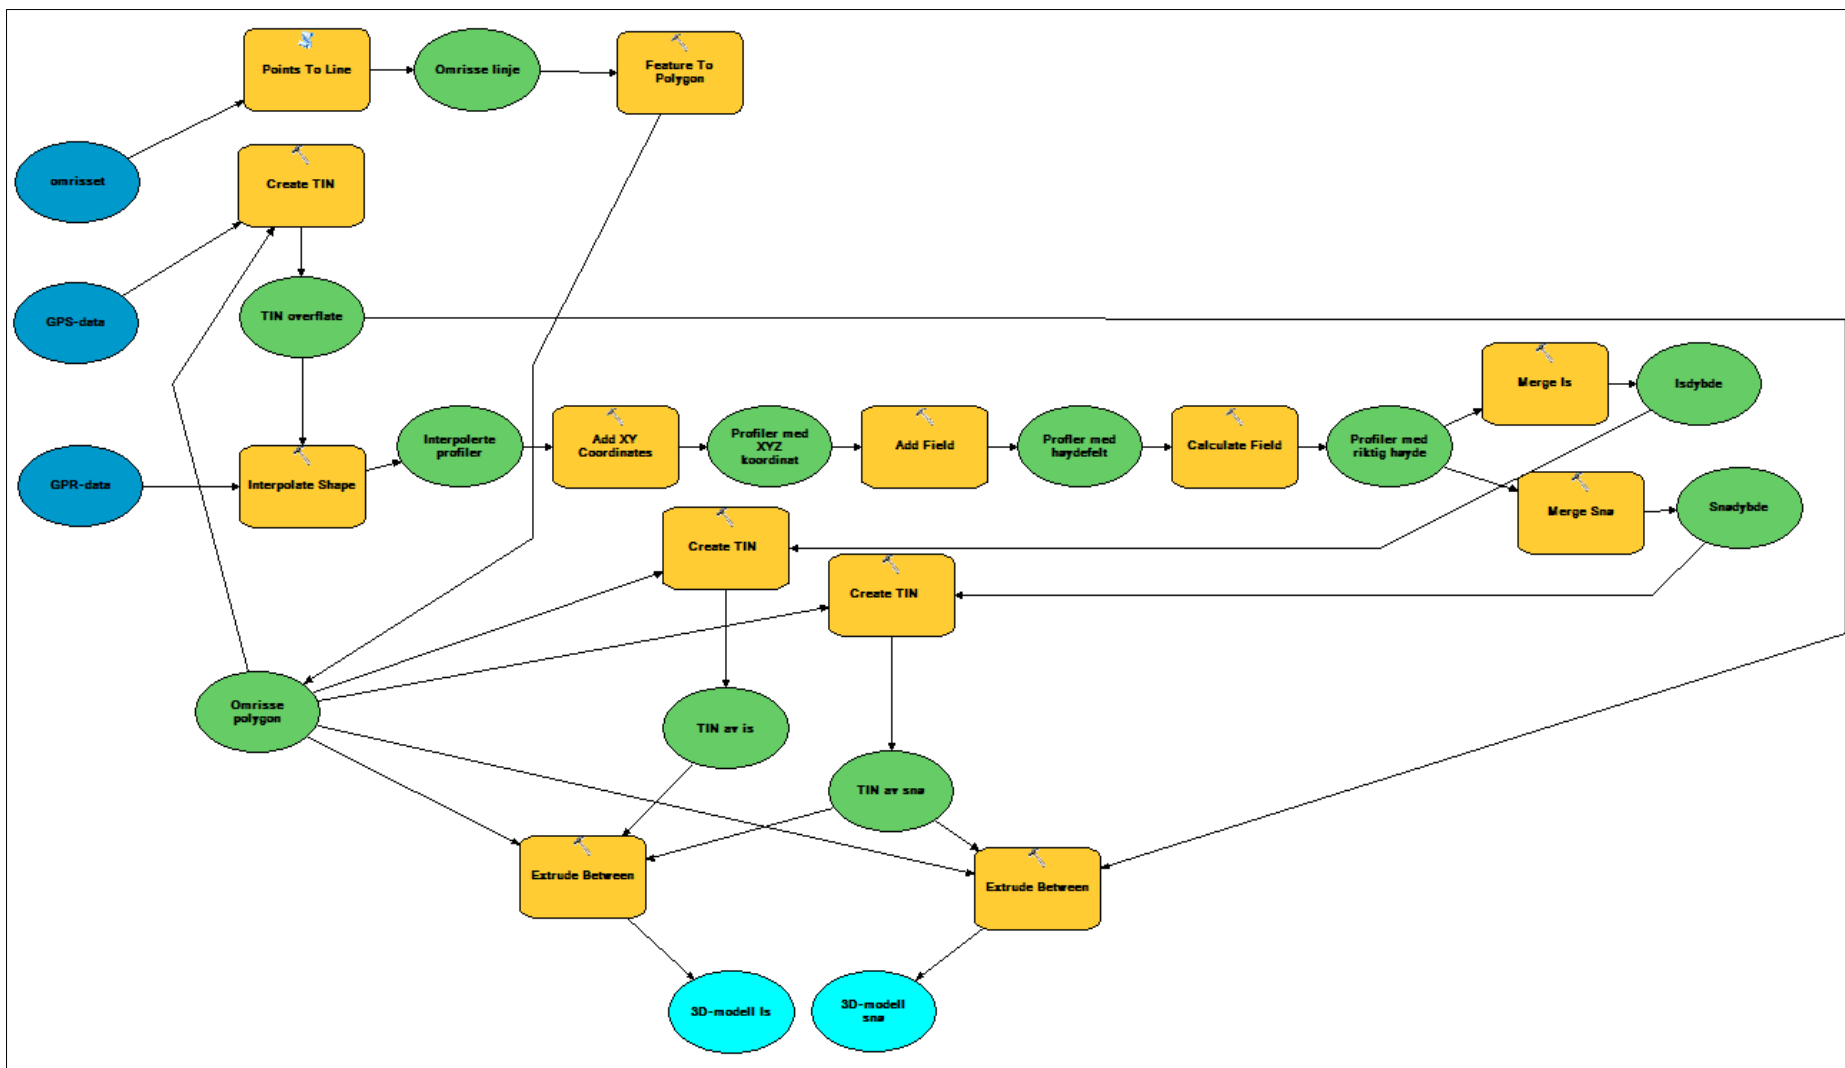 Points To Line
Omrisse linje
Feature To
Polygon
omrisset
Create TIN
GPS-data
TIN overflate
Merge Is
Isdybde
Interpolerte
profiler
Add XY
Coordinates
Profiler med
XYZ
koordinat
Add Field
Profler med
høydefelt
Calculate Field
Profiler med
riktig høyde
GPR-data
Interpolate Shape
Merge Snø
Snødybde
Create TIN
Create TIN
Omrisse
polygon
TIN av is
TIN av snø
Extrude Between
Extrude Between
3D-modell Is
3D-modell
snø